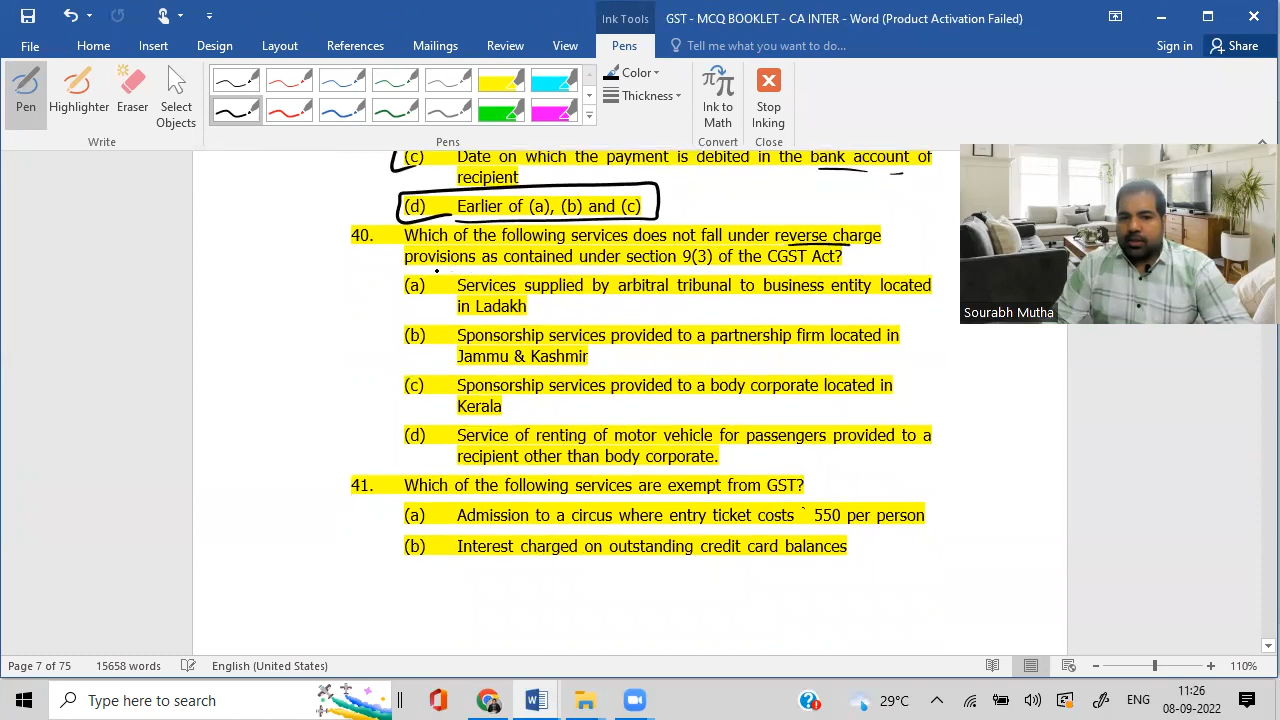 Ink Tools
GST - MCQ BOOKLET - CA INTER - Word (Product Activation Failed)
File
Home
Insert
Design
Layout
References
Mailings
Review
View
Pens
Tell me what you want to do...
Sign in
Share
Pen
Highlighter
Eraser
Select
Objects
Color
Thickness
Ink to
Math
Stop
Inking
Write
Pens
Convert
Close
(c) Date on which the payment is debited in the bank account of
recipient
(d) Earlier of (a), (b) and (c)
40. Which of the following services does not fall under reverse charge
provisions as contained under section 9(3) of the CGST Act?
(a) Services supplied by arbitral tribunal to business entity located
in Ladakh
(b) Sponsorship services provided to a partnership firm located in
Jammu & Kashmir
(c) Sponsorship services provided to a body corporate located in
Kerala
(d) Service of renting of motor vehicle for passengers provided to a
recipient other than body corporate.
41. Which of the following services are exempt from GST?
(a) Admission to a circus where entry ticket costs ` 550 per person
(b) Interest charged on outstanding credit card balances
Sourabh Mutha
Page 7 of 75
15658 words
English (United States)
110%
Type here to search
29°C
ENG
11:26
08-09-2022